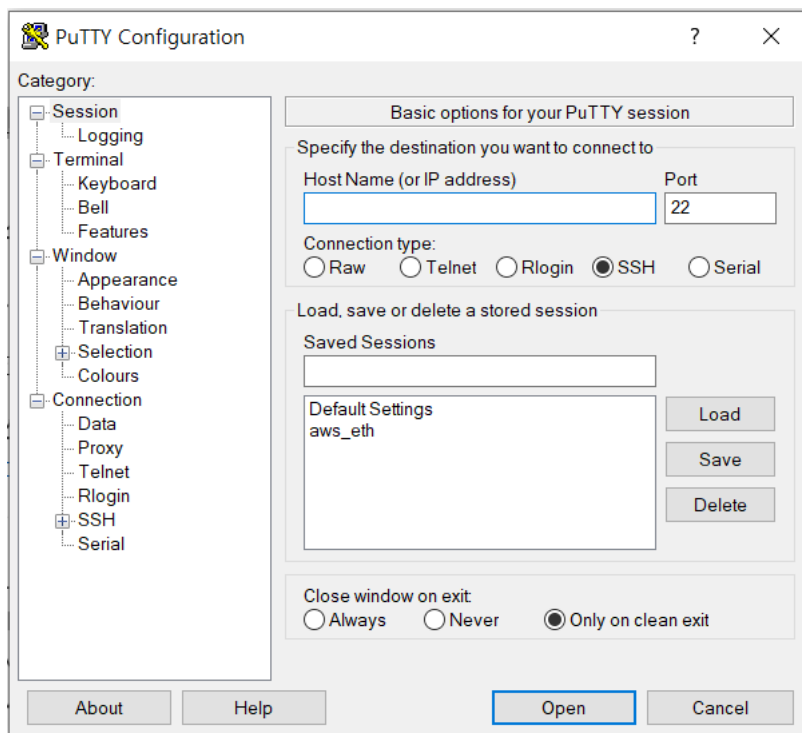 PuTTY Configuration
?
Category:
Session
Logging
Terminal
Keyboard
Bell
Features
Window
Appearance
Behaviour
Translation
Selection
Colours
Connection
Data
Proxy
Telnet
Rlogin
SSH
Serial
Basic options for your PuTTY session
Specify the destination you want to connect to
Host Name (or IP address) Port
22
Connection type:
Raw Telnet Rlogin SSH Serial
Load, save or delete a stored session
Saved Sessions
Default Settings
aws_eth
Load
Save
Delete
Close window on exit:
Always Never Only on clean exit
About Help Open Cancel